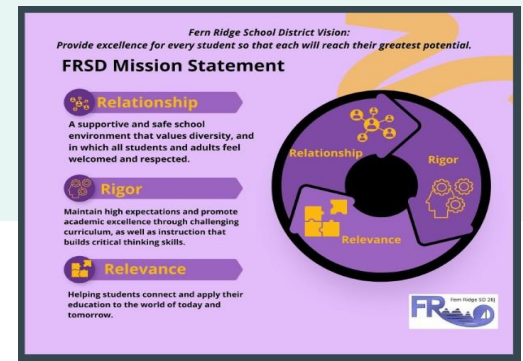 Fern Ridge School District Vision:
Provide excellence for every student so that each will reach their greatest potential.
FRSD Mission Statement
Relationship
A supportive and safe school
environment that values diversity, and
in which all students and adults feel
welcomed and respected.
Rigor
Maintain high expectations and promote
academic excellence through challenging
curriculum, as well as instruction that
builds critical thinking skills.
Relevance
Helping students connect and apply their
education to the world of today and
tomorrow.
Relationship
Rigor
Relevance
FR
Fern Ridge SD 28J